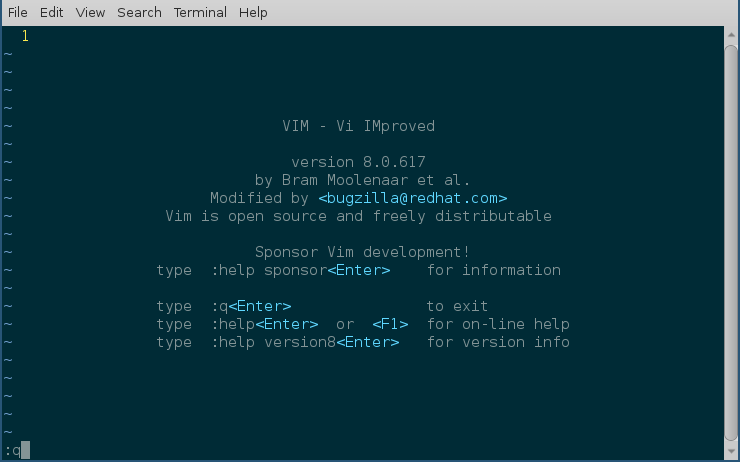 File Edit View Search Terminal Help
1
~
~
~
~
~ VIM - Vi IMproved
~
~ version 8.0.617
~ by Bram Moolenaar et al.
~ Modified by <bugzilla@redhat.com>
~ Vim is open source and freely distributable
~
~ Sponsor Vim development!
~ type :help sponsor<Enter> for information
~
~ type :q<Enter> to exit
~ type :help<Enter> or <F1> for on-line help
~ type :help version8<Enter> for version info
~
~
~
~
~
:q